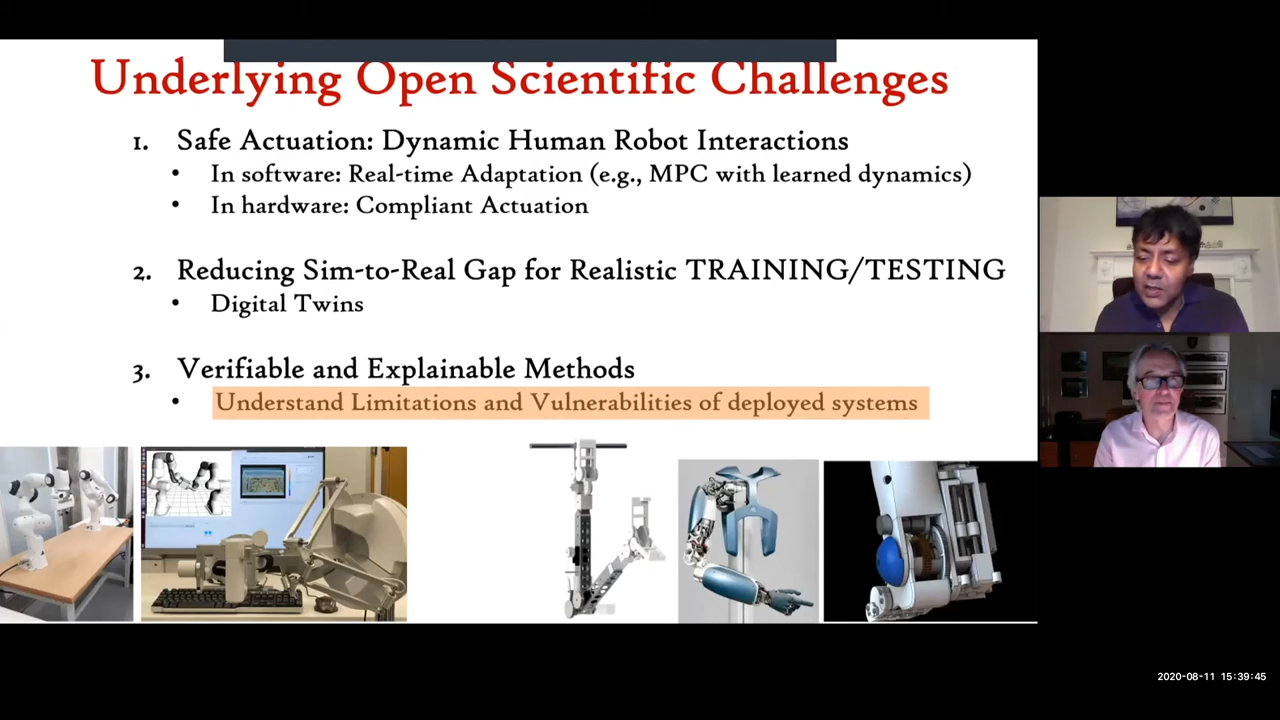 Underlying Open Scientific Challenges
1. Safe Actuation: Dynamic Human Robot Interactions
• In software: Real-time Adaptation (e.g., MPC with learned dynamics)
• In hardware: Compliant Actuation
2. Reducing Sim-to-Real Gap for Realistic TRAINING/TESTING
• Digital Twins
3. Verifiable and Explainable Methods
• Understand Limitations and Vulnerabilities of deployed systems
2020-08-11 15:39:45